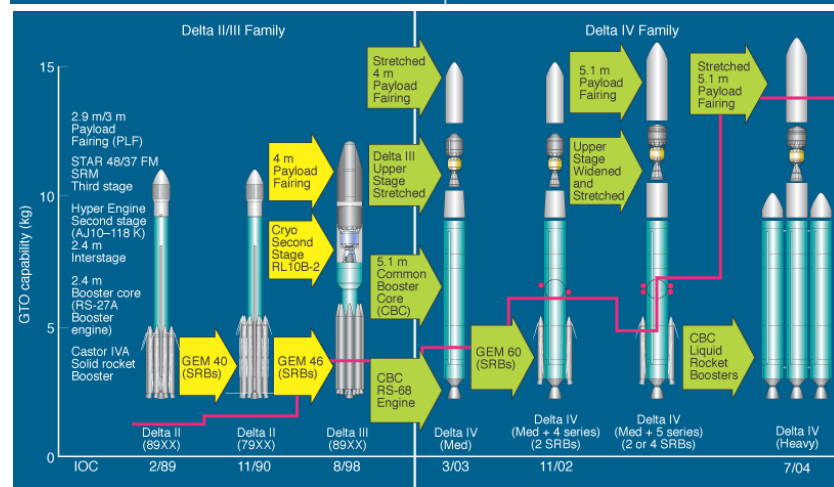 Delta II/III Family
Delta IV Family
15
10
5
0
GTO capability (kg)
2.9 m/3 m
Payload
Fairing (PLF)
STAR 48/37 FM
SRM
Third stage
Hyper Engine
Second stage
(AJ10–118 K)
2.4 m
Interstage
2.4 m
Booster core
(RS-27A
Booster
engine)
Castor IVA
Solid rocket
Booster
GEM 40
(SRBs)
GEM 46
(SRBs)
4 m
Payload
Fairing
Cryo
Second
Stage
RL10B-2
Stretched
4 m
Payload
Fairing
Delta III
Upper
Stage
Stretched
5.1 m
Common
Booster
Core
(CBC)
CBC
RS-68
Engine
GEM 60
(SRBs)
5.1 m
Payload
Fairing
Upper
Stage
Widened
and
Stretched
Stretched
5.1 m
Payload
Fairing
CBC
Liquid
Rocket
Boosters
Delta II
(89XX)
Delta II
(79XX)
Delta III
(89XX)
Delta IV
(Med)
Delta IV
(Med + 4 series)
(2 SRBs)
Delta IV
(Med + 5 series)
(2 or 4 SRBs)
Delta IV
(Heavy)
IOC 2/89 11/90 8/98 3/03 11/02 7/04